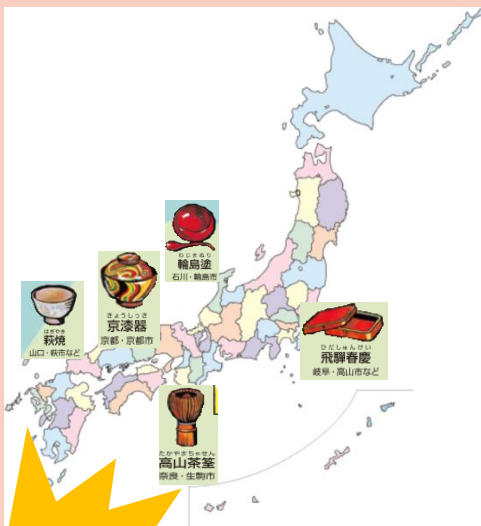 わじまぬり
輪島塗
石川・輪島市
きょうしっき
京漆器
京都・京都市
はぎやき
萩焼
山口・萩市など
ひだしゅんけい
飛騨春慶
岐阜・高山市など
たかやまちゃせん
高山茶筌
奈良・生駒市